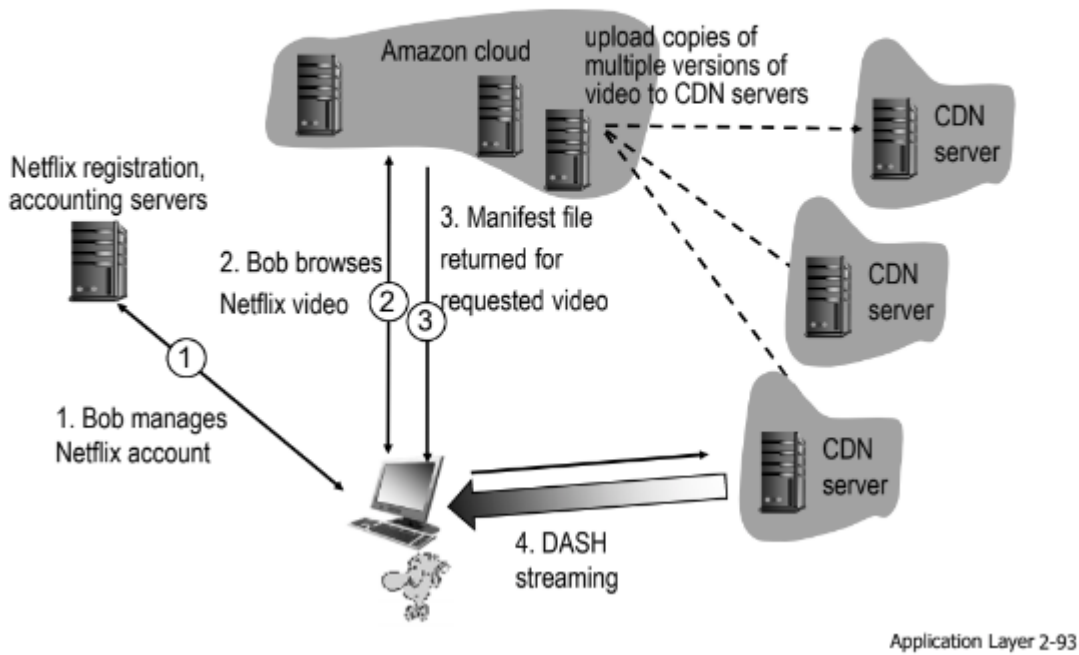 Amazon cloud
upload copies of
multiple versions of
video to CDN servers
CDN
server
Netflix registration,
accounting servers
3. Manifest file
returned for
requested video
2. Bob browses
Netflix video
2
3
CDN
server
1
1. Bob manages
Netflix account
CDN
server
4. DASH
streaming
Application Layer 2-93